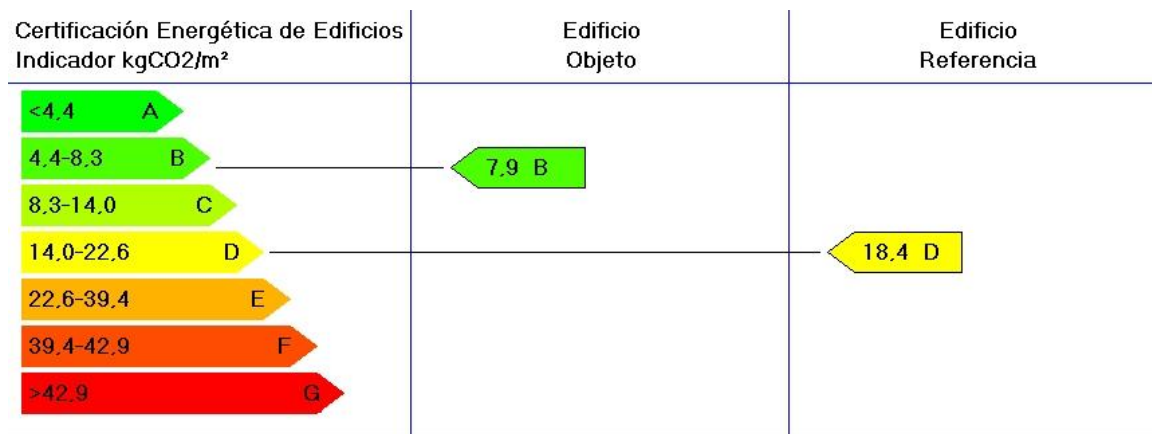 Certificación Energética de Edificios
Indicador kgCO2/m²
Edificio
Objeto
Edificio
Referencia
<4,4 A
4,4-8,3 B
7,9 B
8,3-14,0 C
14,0-22,6 D
18,4 D
22,6-39,4 E
39,4-42,9 F
>42,9 G